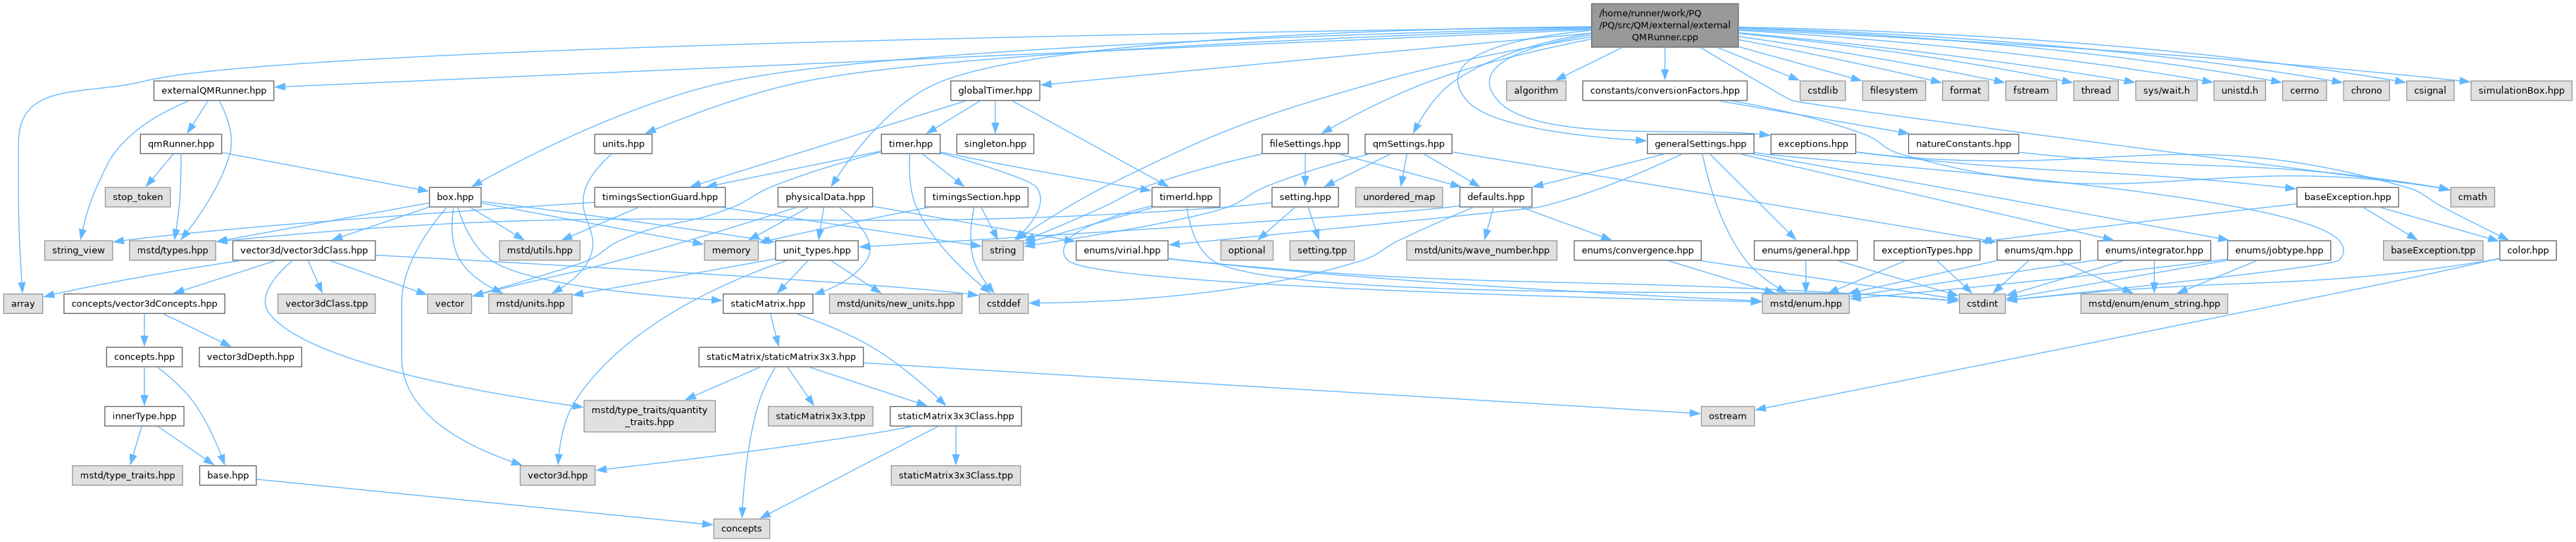 /home/runner/work/PQ
/PQ/src/QM/external/external
QMRunner.cpp
externalQMRunner.hpp
globalTimer.hpp
algorithm
constants/conversionFactors.hpp
cstdlib
filesystem
format
fstream
thread
sys/wait.h
unistd.h
cerrno
chrono
csignal
simulationBox.hpp
qmRunner.hpp
units.hpp
timer.hpp
singleton.hpp
fileSettings.hpp
qmSettings.hpp
generalSettings.hpp
exceptions.hpp
natureConstants.hpp
stop_token
box.hpp
timingsSectionGuard.hpp
physicalData.hpp
timingsSection.hpp
timerId.hpp
setting.hpp
unordered_map
defaults.hpp
baseException.hpp
cmath
string_view
mstd/types.hpp
vector3d/vector3dClass.hpp
mstd/utils.hpp
memory
unit_types.hpp
string
enums/virial.hpp
optional
setting.tpp
mstd/units/wave_number.hpp
enums/convergence.hpp
enums/general.hpp
exceptionTypes.hpp
enums/qm.hpp
enums/integrator.hpp
enums/jobtype.hpp
baseException.tpp
color.hpp
array
concepts/vector3dConcepts.hpp
vector3dClass.tpp
vector
mstd/units.hpp
staticMatrix.hpp
mstd/units/new_units.hpp
cstddef
mstd/enum.hpp
cstdint
mstd/enum/enum_string.hpp
concepts.hpp
vector3dDepth.hpp
staticMatrix/staticMatrix3x3.hpp
innerType.hpp
mstd/type_traits/quantity
_traits.hpp
staticMatrix3x3.tpp
staticMatrix3x3Class.hpp
ostream
mstd/type_traits.hpp
base.hpp
vector3d.hpp
staticMatrix3x3Class.tpp
concepts